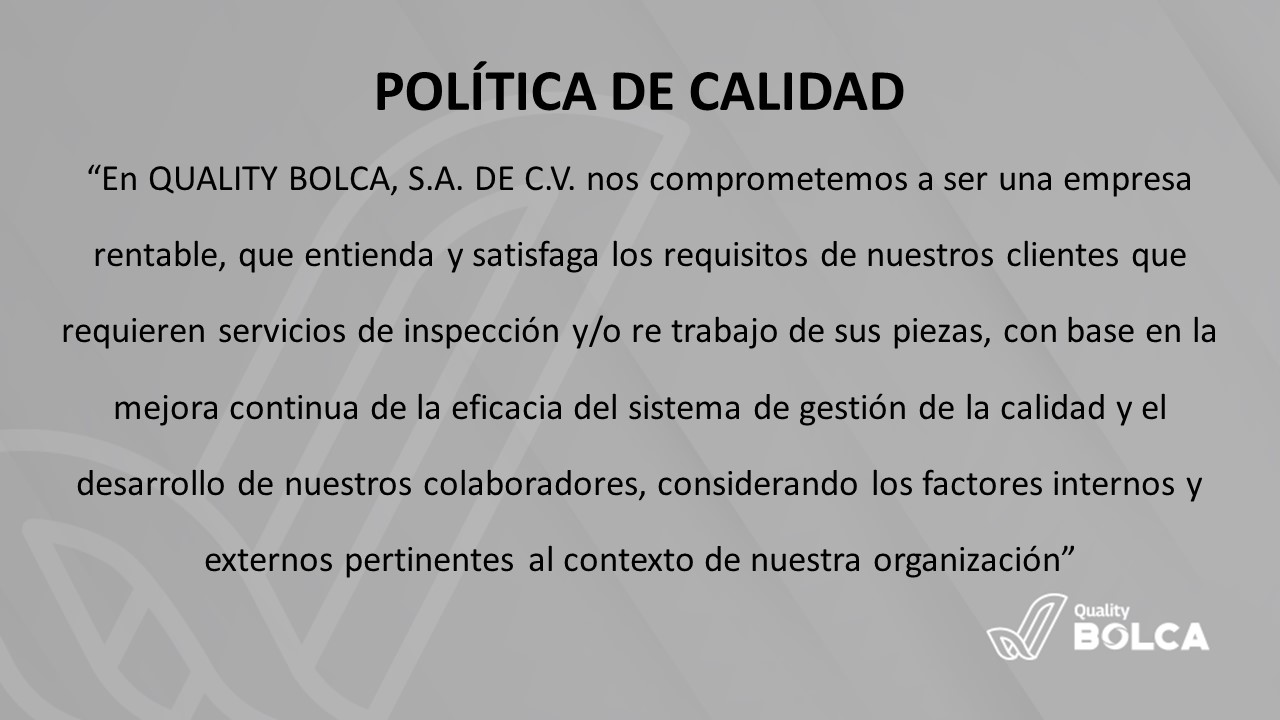 POLÍTICA DE CALIDAD
“En QUALITY BOLCA, S.A. DE C.V. nos comprometemos a ser una empresa
rentable, que entienda y satisfaga los requisitos de nuestros clientes que
requieren servicios de inspección y/o re trabajo de sus piezas, con base en la
mejora continua de la eficacia del sistema de gestión de la calidad y el
desarrollo de nuestros colaboradores, considerando los factores internos y
externos pertinentes al contexto de nuestra organización”
Quality
BOLCA